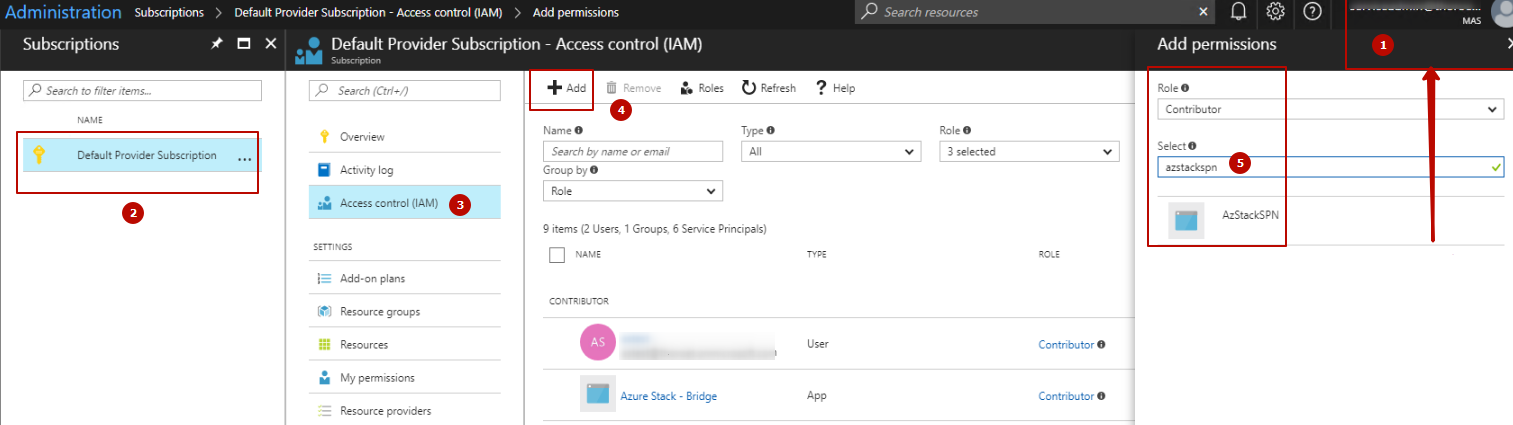 Administration Subscriptions > Default Provider Subscription - Access control (IAM) > Add permissions
Search resources
MAS
1
Subscriptions
Search to filter items...
NAME
Default Provider Subscription ...
2
Default Provider Subscription - Access control (IAM)
Subscription
Search (Ctrl+/)
Overview
Activity log
Access control (IAM)
3
SETTINGS
Add-on plans
Resource groups
Resources
My permissions
Resource providers
Add
Remove
Roles
Refresh
Help
4
Name
Type
Role
Search by name or email
All
3 selected
Group by
Role
9 items (2 Users, 1 Groups, 6 Service Principals)
NAME
TYPE
ROLE
CONTRIBUTOR
AS
User
Contributor
Azure Stack - Bridge
App
Contributor
Add permissions
Role
Contributor
Select
azstackspn
5
AzStackSPN